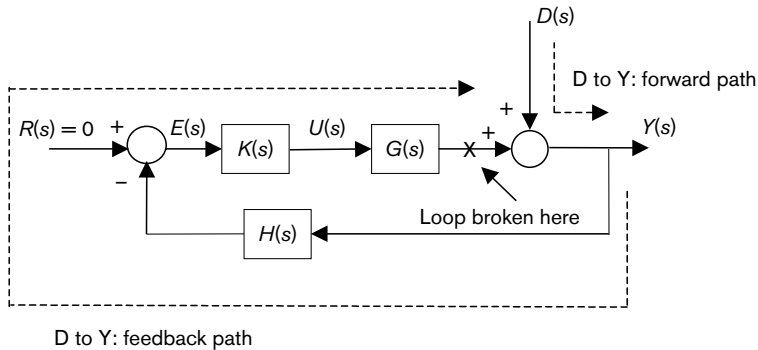 D(s)
D to Y: forward path
R(s) = 0
+
E(s)
K(s)
U(s)
G(s)
X
+
+
Y(s)
−
Loop broken here
H(s)
D to Y: feedback path